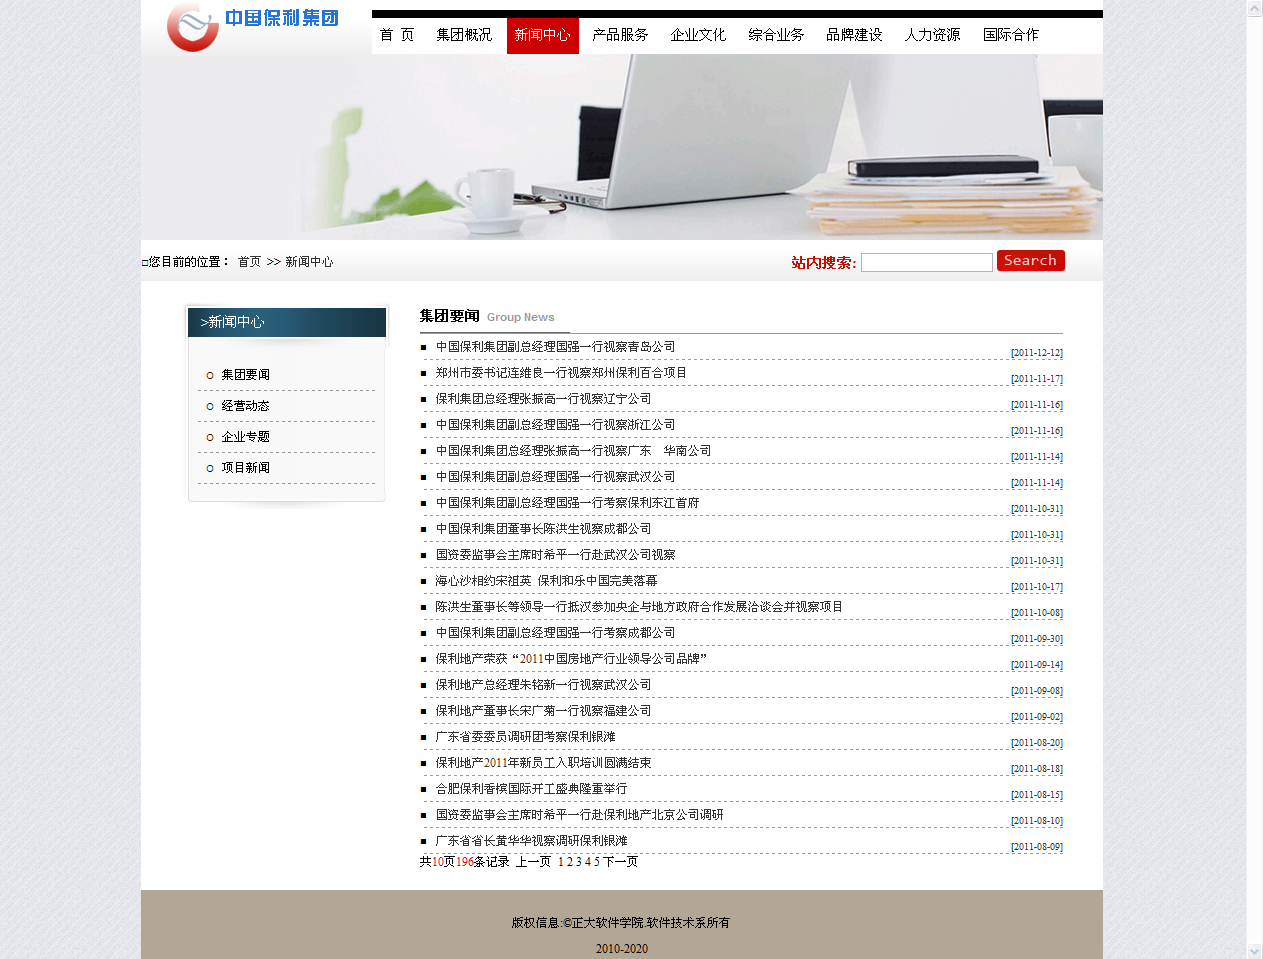 中国保利集团
首 页 集团概况 新闻中心 产品服务 企业文化 综合业务 品牌建设 人力资源 国际合作
□您目前的位置： 首页 >> 新闻中心
站内搜索: Search
>新闻中心
集团要闻
经营动态
企业专题
项目新闻
集团要闻 Group News
■ 中国保利集团副总经理国强一行视察青岛公司 [2011-12-12]
■ 郑州市委书记连维良一行视察郑州保利百合项目 [2011-11-17]
■ 保利集团总经理张振高一行视察辽宁公司 [2011-11-16]
■ 中国保利集团副总经理国强一行视察浙江公司 [2011-11-16]
■ 中国保利集团总经理张振高一行视察广东　华南公司 [2011-11-14]
■ 中国保利集团副总经理国强一行视察武汉公司 [2011-11-14]
■ 中国保利集团副总经理国强一行考察保利东江首府 [2011-10-31]
■ 中国保利集团董事长陈洪生视察成都公司 [2011-10-31]
■ 国资委监事会主席时希平一行赴武汉公司视察 [2011-10-31]
■ 海心沙相约宋祖英 保利和乐中国完美落幕 [2011-10-17]
■ 陈洪生董事长等领导一行抵汉参加央企与地方政府合作发展洽谈会并视察项目 [2011-10-08]
■ 中国保利集团副总经理国强一行考察成都公司 [2011-09-30]
■ 保利地产荣获“2011中国房地产行业领导公司品牌” [2011-09-14]
■ 保利地产总经理朱铭新一行视察武汉公司 [2011-09-08]
■ 保利地产董事长宋广菊一行视察福建公司 [2011-09-02]
■ 广东省委委员调研团考察保利银滩 [2011-08-20]
■ 保利地产2011年新员工入职培训圆满结束 [2011-08-18]
■ 合肥保利香槟国际开工盛典隆重举行 [2011-08-15]
■ 国资委监事会主席时希平一行赴保利地产北京公司调研 [2011-08-10]
■ 广东省省长黄华华视察调研保利银滩 [2011-08-09]
共10页196条记录 上一页 1 2 3 4 5 下一页
版权信息:©正大软件学院.软件技术系所有
2010-2020